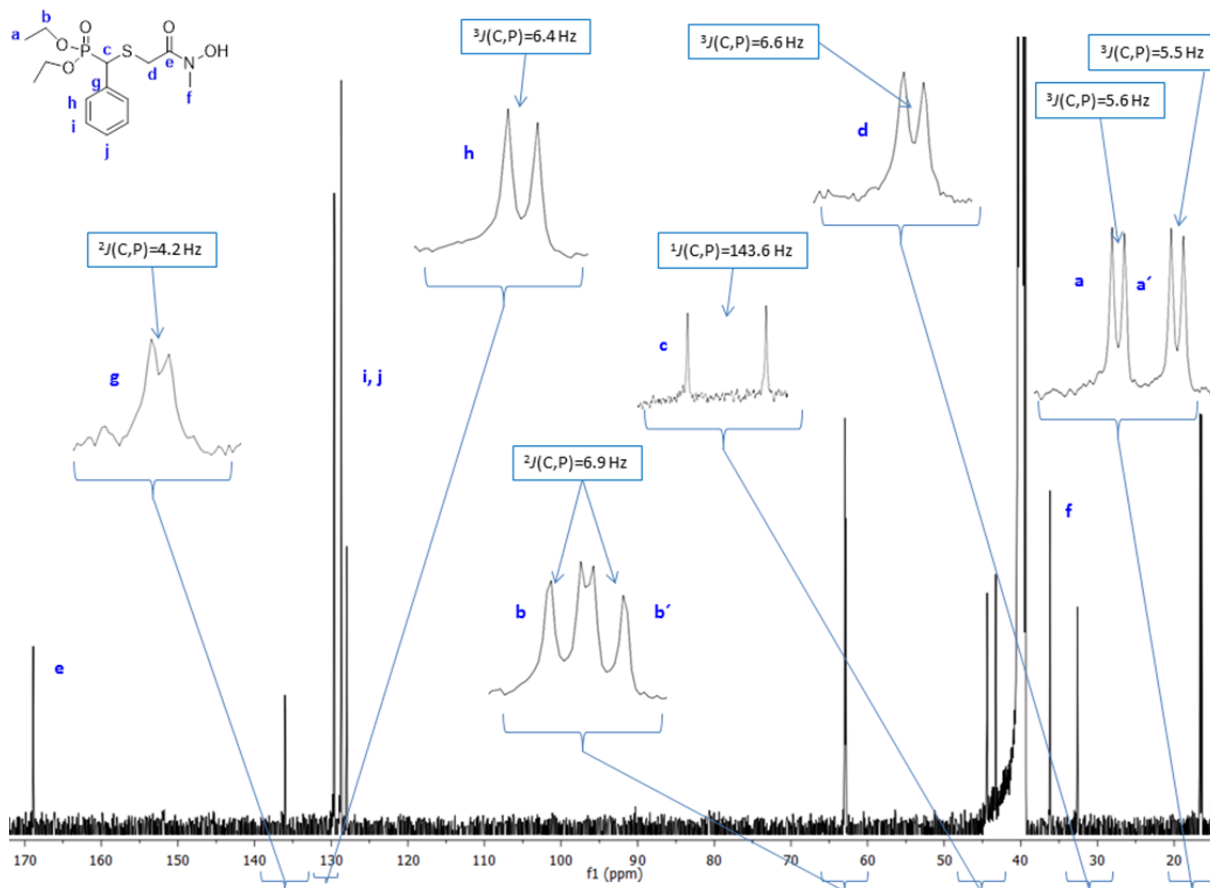 b
a
O
O
P
O
c
S
d
O
e
N
OH
f
g
h
i
j
³J(C,P)=6.4 Hz
³J(C,P)=6.6 Hz
³J(C,P)=5.5 Hz
³J(C,P)=5.6 Hz
h
d
²J(C,P)=4.2 Hz
¹J(C,P)=143.6 Hz
a
a´
g
i, j
c
²J(C,P)=6.9 Hz
f
b
b´
e
170 160 150 140 130 120 110 100 90 80 70 60 50 40 30 20
f1 (ppm)